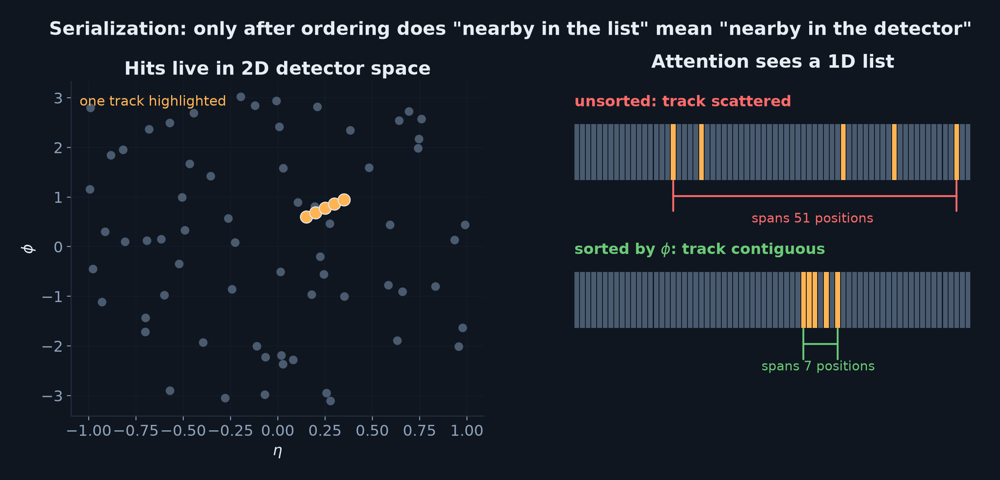 Serialization: only after ordering does "nearby in the list" mean "nearby in the detector"
Hits live in 2D detector space
one track highlighted
3
2
1
0
−1
−2
−3
ϕ
−1.00 −0.75 −0.50 −0.25 0.00 0.25 0.50 0.75 1.00
η
Attention sees a 1D list
unsorted: track scattered
spans 51 positions
sorted by ϕ: track contiguous
spans 7 positions